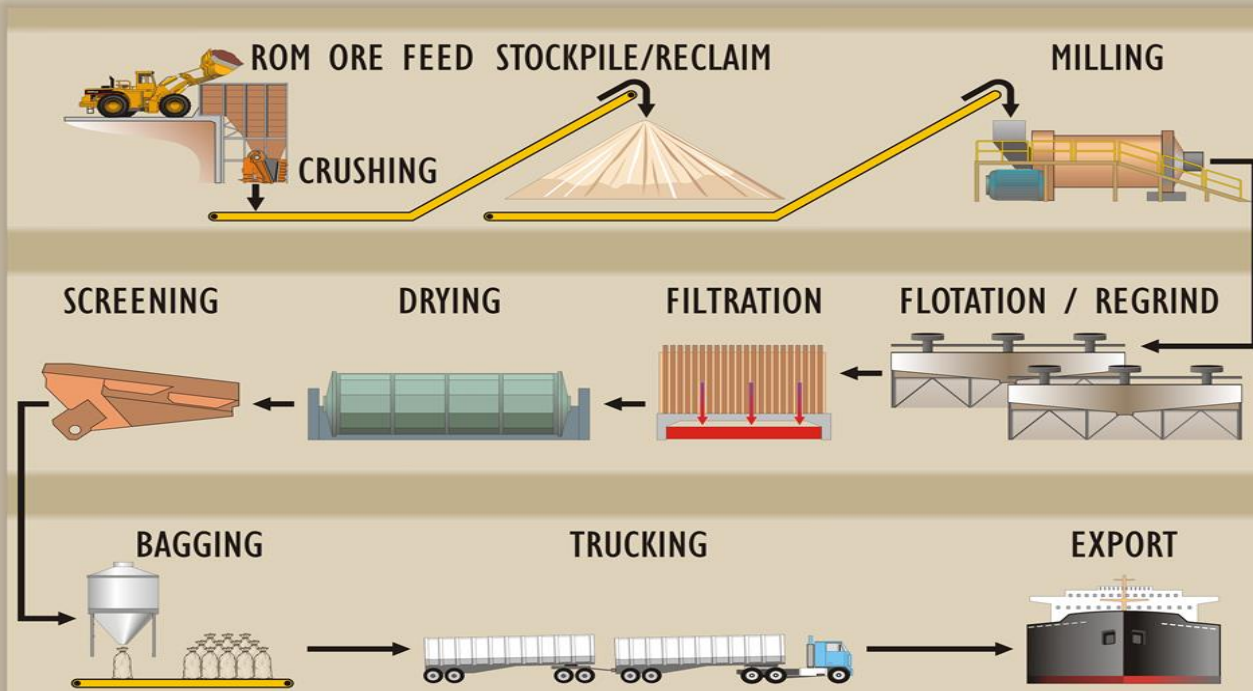 ROM ORE FEED
STOCKPILE/RECLAIM
MILLING
CRUSHING
SCREENING
DRYING
FILTRATION
FLOTATION / REGRIND
BAGGING
TRUCKING
EXPORT